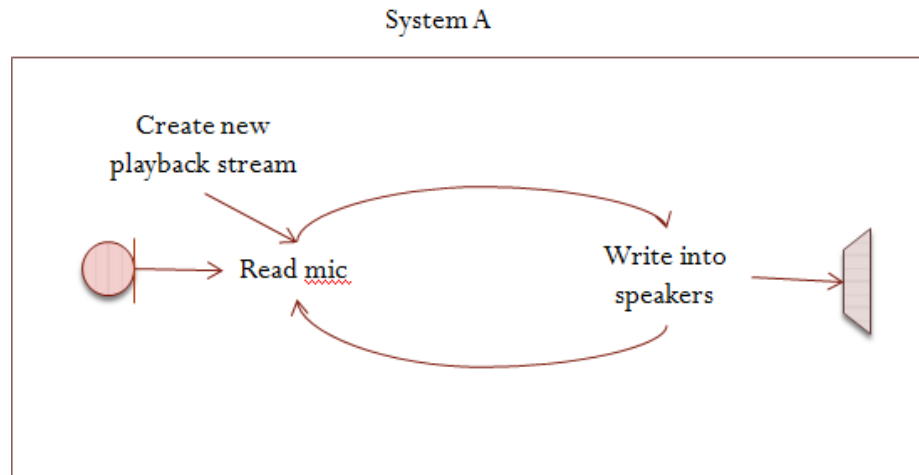 System A
Create new
playback stream
Read mic
Write into
speakers